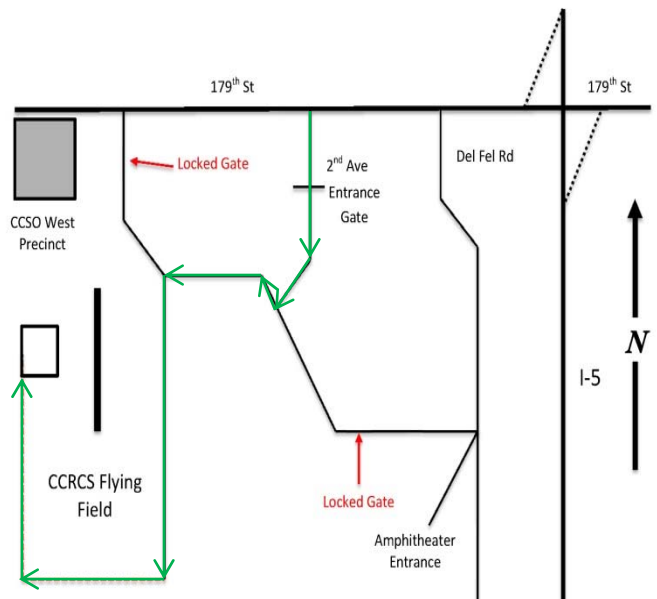 179th St
179th St
Locked Gate
2nd Ave
Entrance
Gate
Del Fel Rd
CCSO West
Precinct
N
I-5
CCRCS Flying
Field
Locked Gate
Amphitheater
Entrance